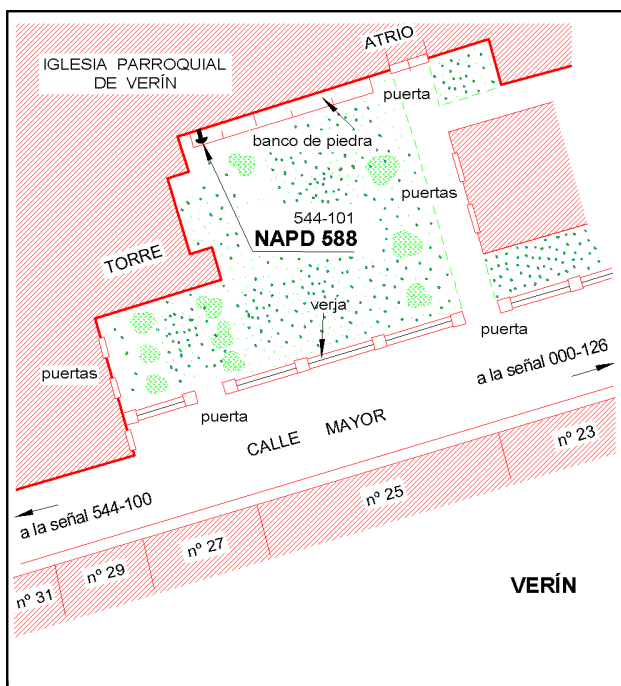 ATRIO
IGLESIA PARROQUIAL
DE VERÍN
puerta
banco de piedra
puertas
544-101
NAPD 588
TORRE
verja
puerta
puertas
a la señal 000-126
puerta
CALLE MAYOR
nº 23
nº 25
a la señal 544-100
nº 27
nº 29
nº 31
VERÍN